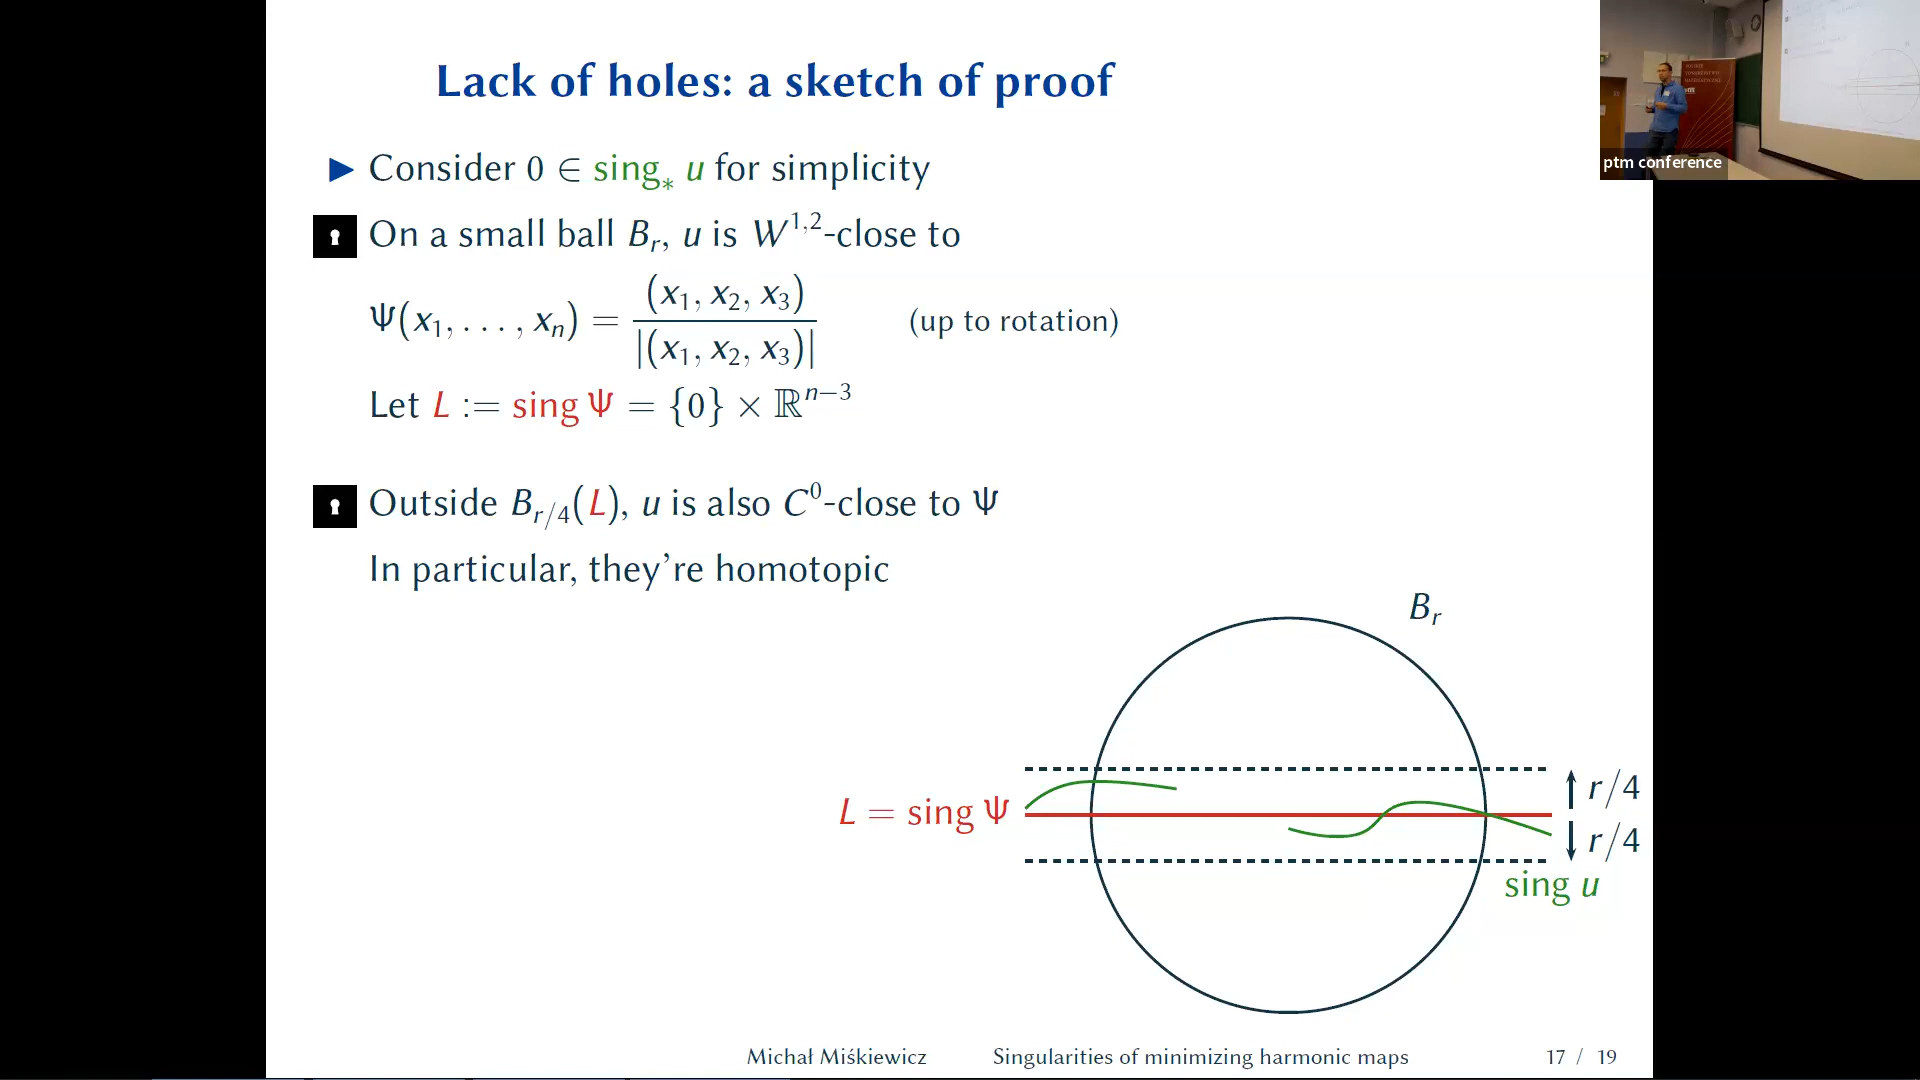 Lack of holes: a sketch of proof
Consider 0 ∈ sing∗ u for simplicity
On a small ball Bᵣ, u is W^{1,2}-close to
Ψ(x₁, . . . , xₙ) = (x₁, x₂, x₃) / |(x₁, x₂, x₃)| (up to rotation)
Let L := sing Ψ = {0} × ℝ^{n−3}
Outside B_{r/4}(L), u is also C⁰-close to Ψ
In particular, they’re homotopic
Bᵣ
L = sing Ψ
r/4
r/4
sing u
Michał Miśkiewicz Singularities of minimizing harmonic maps 17 / 19
ptm conference